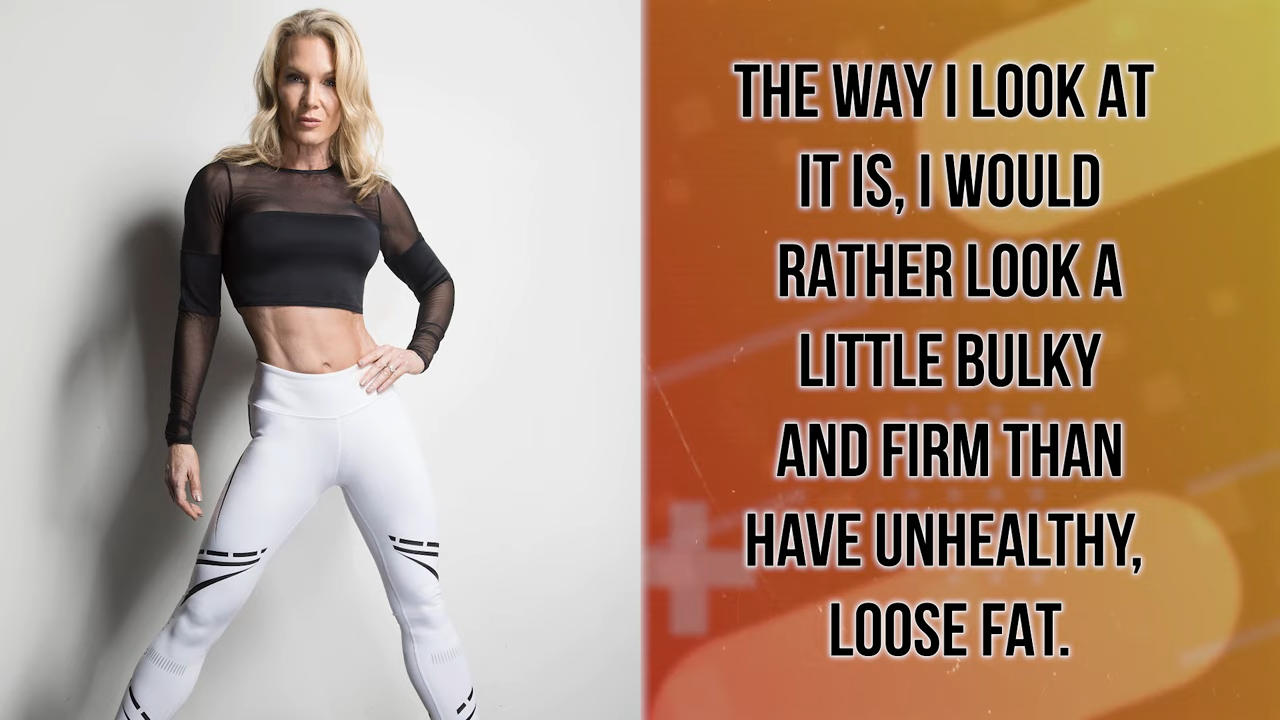 THE WAY I LOOK AT
IT IS, I WOULD
RATHER LOOK A
LITTLE BULKY
AND FIRM THAN
HAVE UNHEALTHY,
LOOSE FAT.